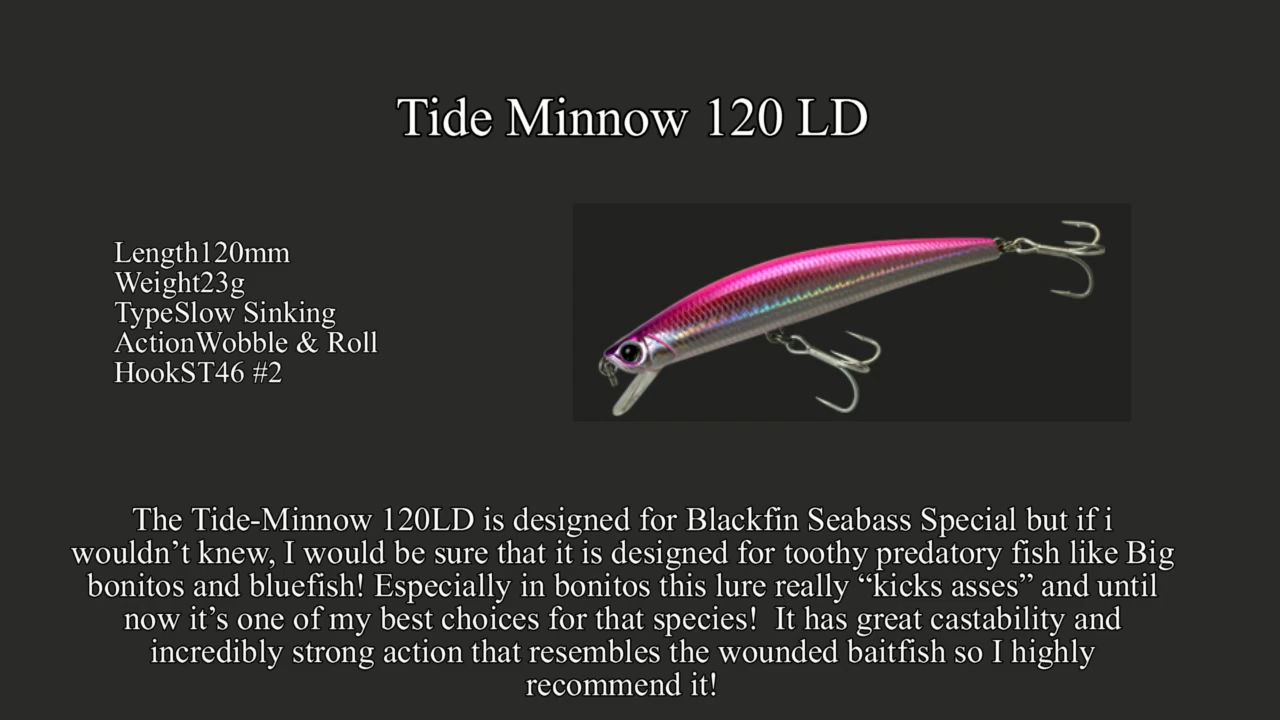 Tide Minnow 120 LD
Length120mm
Weight23g
TypeSlow Sinking
ActionWobble & Roll
HookST46 #2
The Tide-Minnow 120LD is designed for Blackfin Seabass Special but if i
wouldn’t knew, I would be sure that it is designed for toothy predatory fish like Big
bonitos and bluefish! Especially in bonitos this lure really “kicks asses” and until
now it’s one of my best choices for that species!  It has great castability and
incredibly strong action that resembles the wounded baitfish so I highly
recommend it!